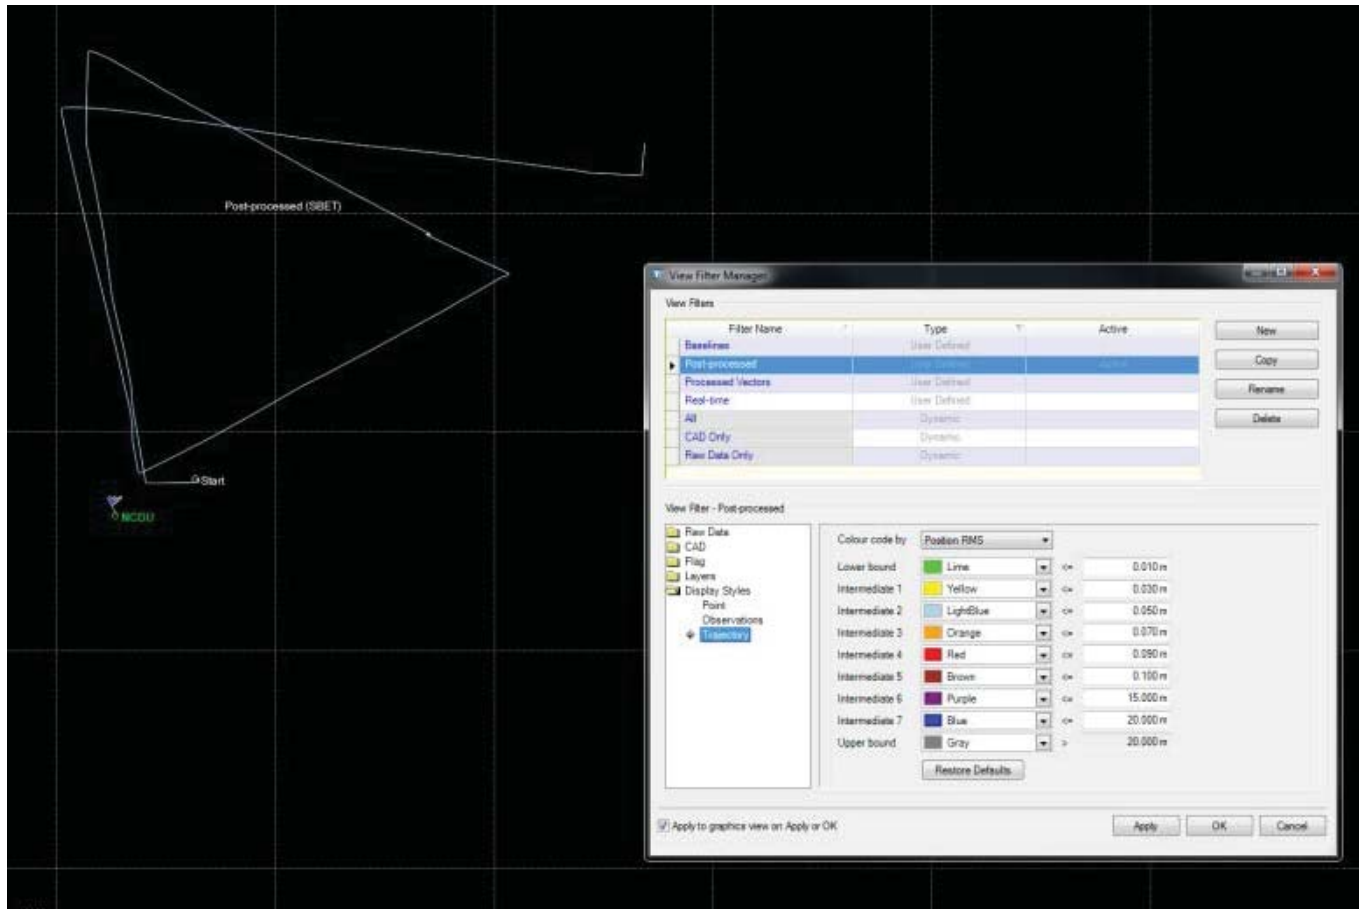 Post-processed (SBET)
Start
NCDU
View Filter Manager
View Filters
Filter Name Type Active
Baselines User Defined
Post-processed User Defined Active
Processed Vectors User Defined
Real-time User Defined
All Dynamic
CAD Only Dynamic
Raw Data Only Dynamic
New
Copy
Rename
Delete
View Filter - Post-processed
Raw Data
CAD
Flag
Layers
Display Styles
Point
Observations
Trajectory
Colour code by Position RMS
Lower bound Lime <= 0.010 m
Intermediate 1 Yellow <= 0.030 m
Intermediate 2 LightBlue <= 0.050 m
Intermediate 3 Orange <= 0.070 m
Intermediate 4 Red <= 0.090 m
Intermediate 5 Brown <= 0.100 m
Intermediate 6 Purple <= 15.000 m
Intermediate 7 Blue <= 20.000 m
Upper bound Gray > 20.000 m
Restore Defaults
Apply to graphics view on Apply or OK
Apply OK Cancel